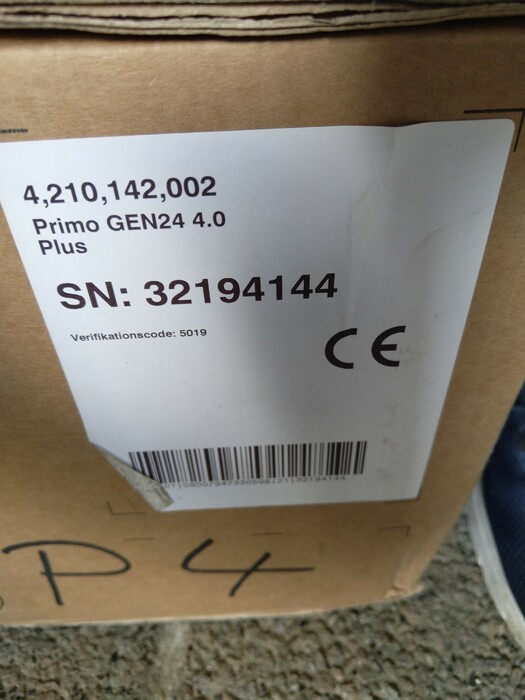 4,210,142,002
Primo GEN24 4.0
Plus
SN: 32194144
Verifikationscode: 5019
CE
P4